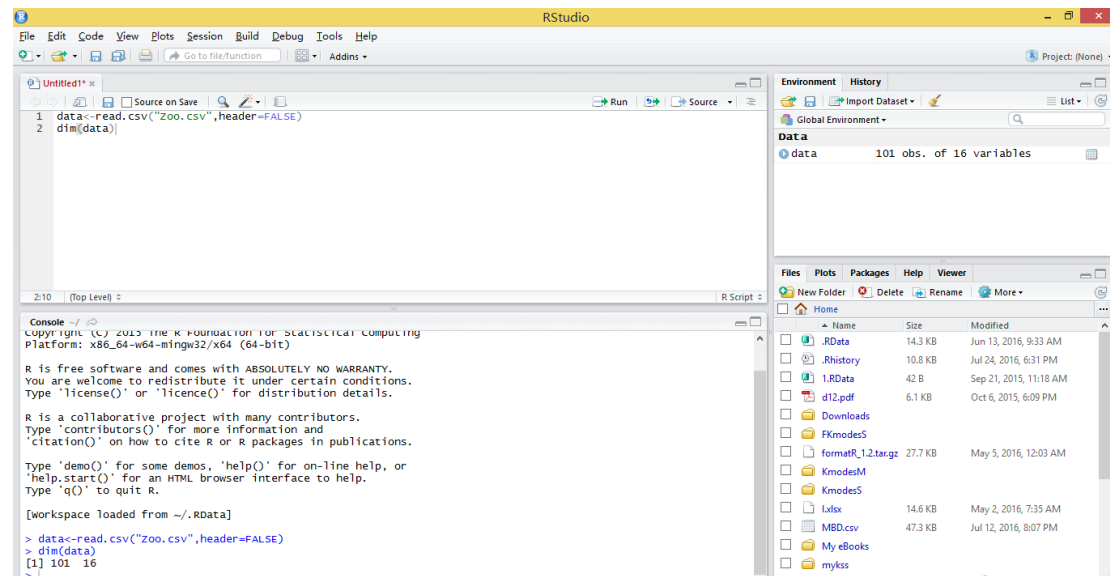 RStudio
File Edit Code View Plots Session Build Debug Tools Help
Go to file/function Addins
Project: (None)
Untitled1* ×
Source on Save Run Source
1 data<-read.csv("Zoo.csv",header=FALSE)
2 dim(data)
2:10 (Top Level) R Script
Console ~/
Copyright (C) 2015 The R Foundation for Statistical Computing
Platform: x86_64-w64-mingw32/x64 (64-bit)
R is free software and comes with ABSOLUTELY NO WARRANTY.
You are welcome to redistribute it under certain conditions.
Type 'license()' or 'licence()' for distribution details.
R is a collaborative project with many contributors.
Type 'contributors()' for more information and
'citation()' on how to cite R or R packages in publications.
Type 'demo()' for some demos, 'help()' for on-line help, or
'help.start()' for an HTML browser interface to help.
Type 'q()' to quit R.
[Workspace loaded from ~/.RData]
> data<-read.csv("Zoo.csv",header=FALSE)
> dim(data)
[1] 101 16
>
Environment History
Import Dataset List
Global Environment
Data
data 101 obs. of 16 variables
Files Plots Packages Help Viewer
New Folder Delete Rename More
Home
Name Size Modified
.RData 14.3 KB Jun 13, 2016, 9:33 AM
.Rhistory 10.8 KB Jul 24, 2016, 6:31 PM
1.RData 42 B Sep 21, 2015, 11:18 AM
d12.pdf 6.1 KB Oct 6, 2015, 6:09 PM
Downloads
FKmodesS
formatR_1.2.tar.gz 27.7 KB May 5, 2016, 12:03 AM
KmodesM
KmodesS
l.xlsx 14.6 KB May 2, 2016, 7:35 AM
MBD.csv 47.3 KB Jul 12, 2016, 8:07 PM
My eBooks
mykss